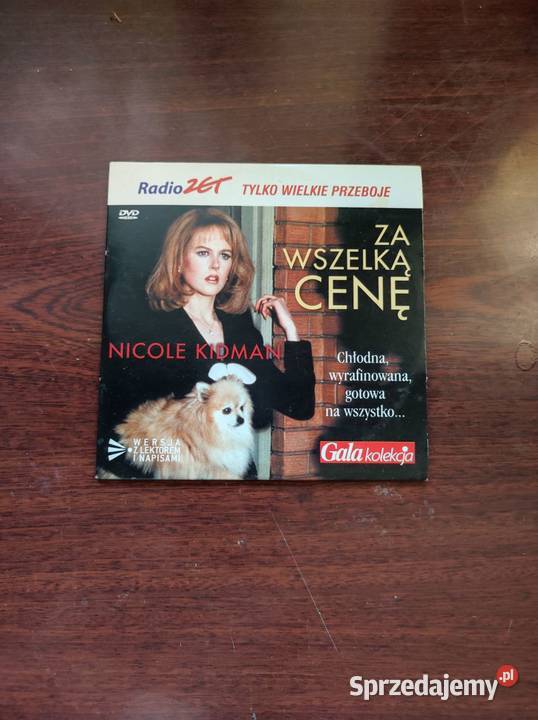 Radio ZET TYLKO WIELKIE PRZEBOJE
DVD
ZA
WSZELKĄ
CENĘ
NICOLE KIDMAN
Chłodna,
wyrafinowana,
gotowa
na wszystko...
WERSJA
Z LEKTOREM
I NAPISAMI
Gala kolekcja
Sprzedajemy.pl